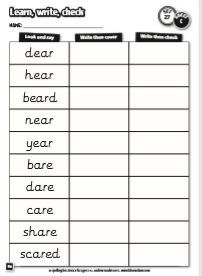 Learn, write, check
NAME:
Look and say
Write then cover
Write then check
dear
hear
beard
near
year
bare
dare
care
share
scared